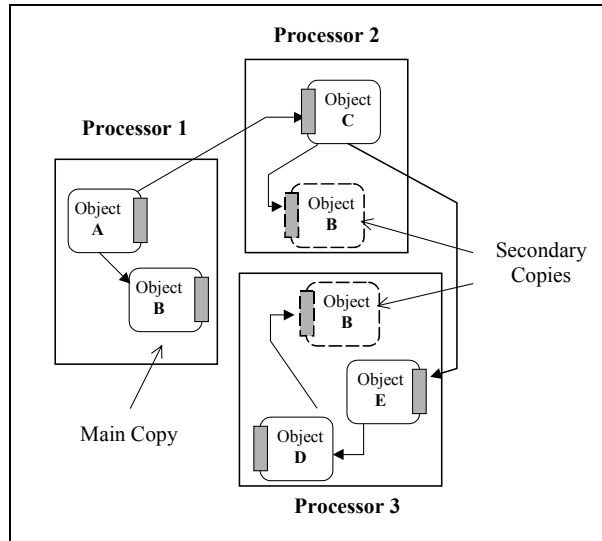 Processor 2
Object
C
Processor 1
Object
A
Object
B
Object
B
Secondary
Copies
Object
B
Object
E
Main Copy
Object
D
Processor 3